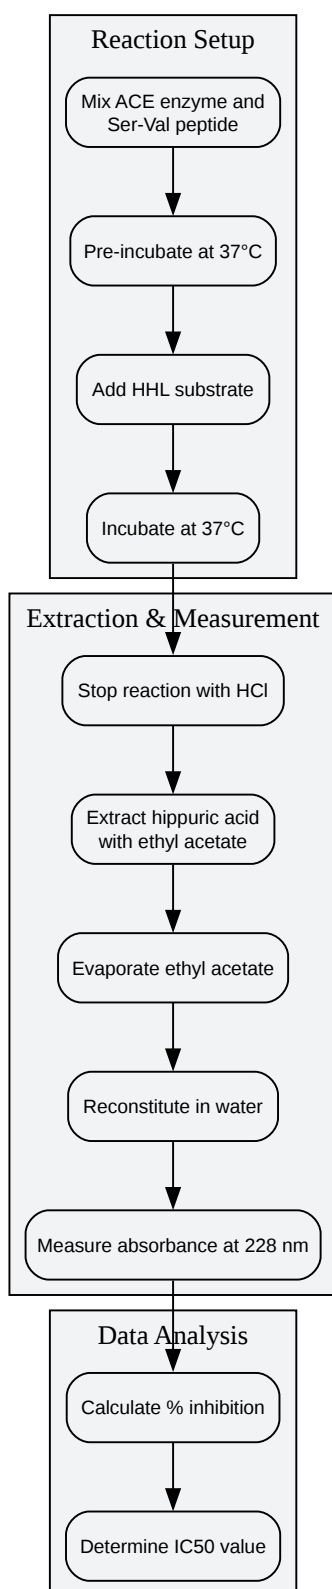 Reaction Setup
Mix ACE enzyme and
Ser-Val peptide
Pre-incubate at 37°C
Add HHL substrate
Incubate at 37°C
Extraction & Measurement
Stop reaction with HCl
Extract hippuric acid
with ethyl acetate
Evaporate ethyl acetate
Reconstitute in water
Measure absorbance at 228 nm
Data Analysis
Calculate % inhibition
Determine IC50 value